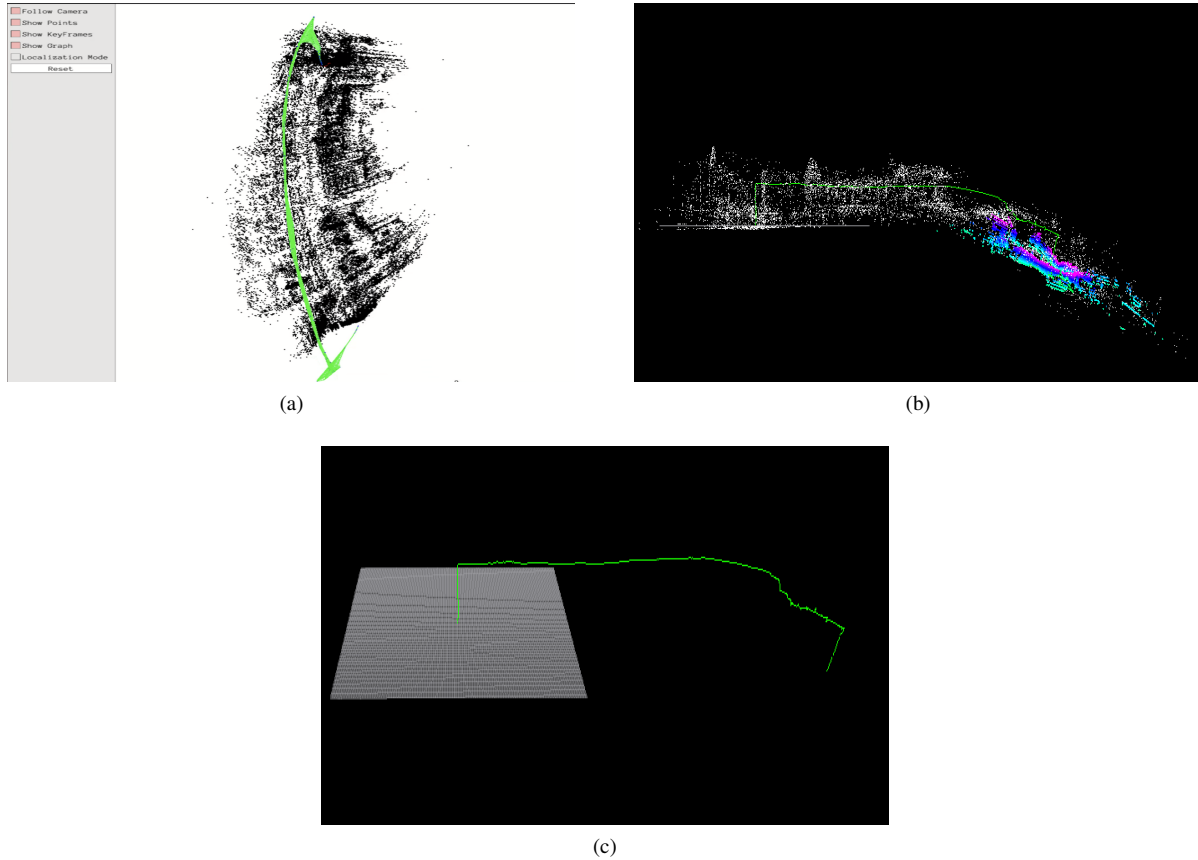 Follow Camera
Show Points
Show KeyFrames
Show Graph
Localization Mode
Reset
(a)
(b)
(c)